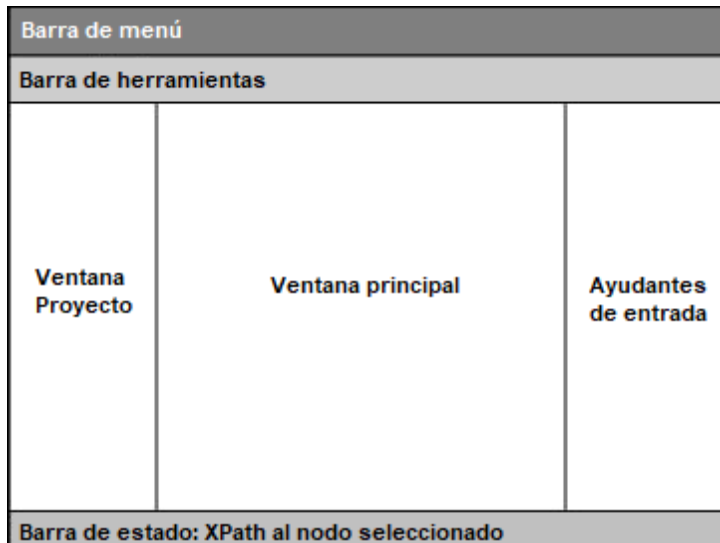 Barra de menú
Barra de herramientas
Ventana
Proyecto
Ventana principal
Ayudantes
de entrada
Barra de estado: XPath al nodo seleccionado